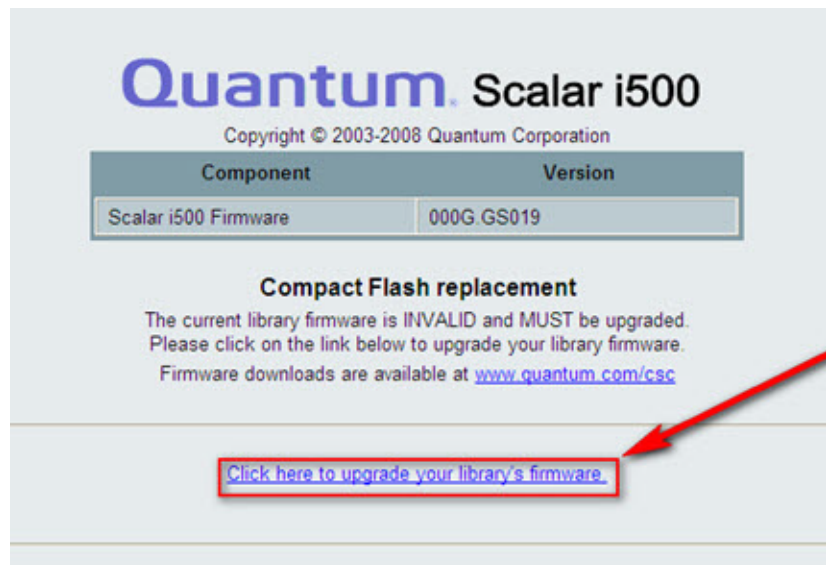 Quantum. Scalar i500
Copyright © 2003-2008 Quantum Corporation
Component Version
Scalar i500 Firmware 000G.GS019
Compact Flash replacement
The current library firmware is INVALID and MUST be upgraded.
Please click on the link below to upgrade your library firmware.
Firmware downloads are available at www.quantum.com/csc
Click here to upgrade your library's firmware.